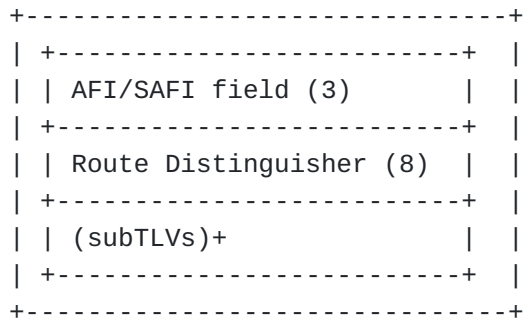 AFI/SAFI field (3)
Route Distinguisher (8)
(subTLVs)+